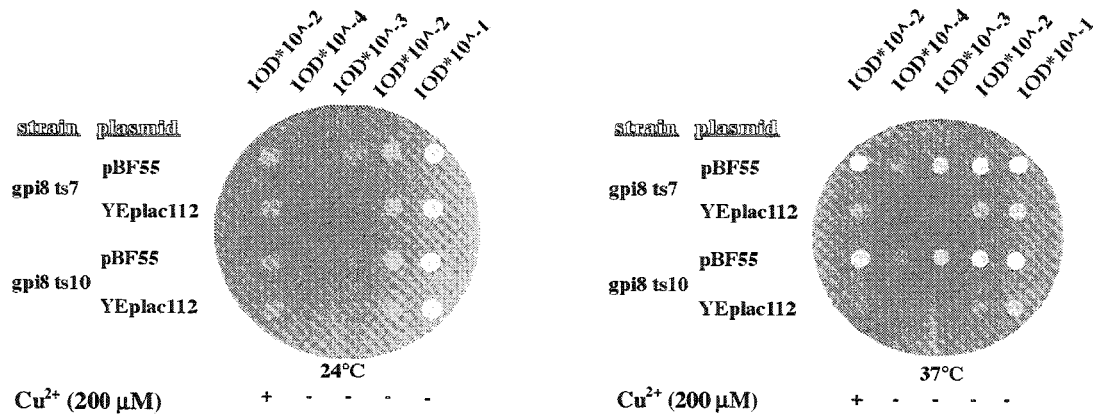 1OD*10^-2 1OD*10^-4 1OD*10^-3 1OD*10^-2 1OD*10^-1
strain plasmid
gpi8 ts7
pBF55
YEplac112
gpi8 ts10
pBF55
YEplac112
24°C
Cu2+ (200 μM) + - - - -
1OD*10^-2 1OD*10^-4 1OD*10^-3 1OD*10^-2 1OD*10^-1
strain plasmid
gpi8 ts7
pBF55
YEplac112
gpi8 ts10
pBF55
YEplac112
37°C
Cu2+ (200 μM) + - - - -